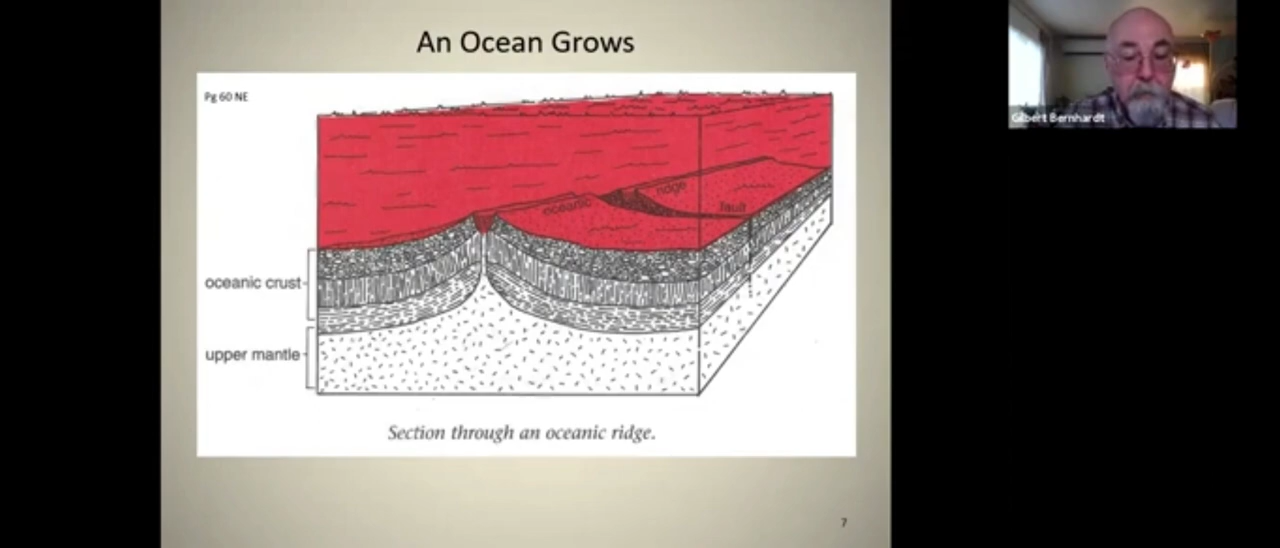 An Ocean Grows
Pg 60 NE
Gilbert Bernhardt
oceanic ridge
fault
oceanic crust
upper mantle
Section through an oceanic ridge.
7